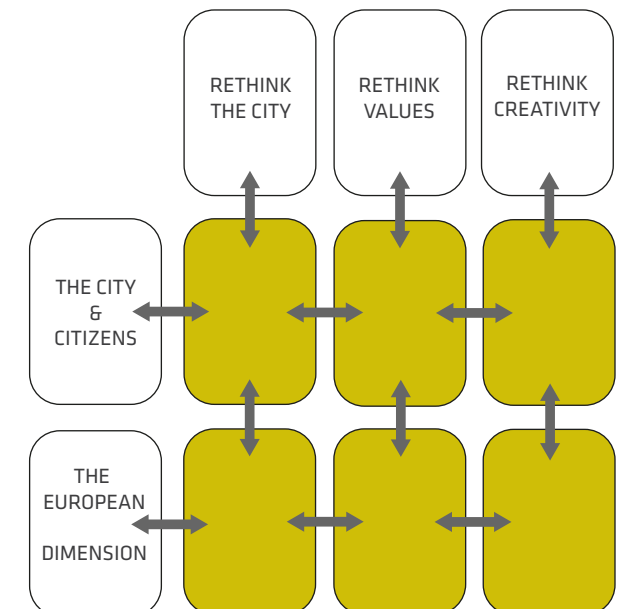 RETHINK
THE CITY
RETHINK
VALUES
RETHINK
CREATIVITY
THE CITY
&
CITIZENS
THE
EUROPEAN
DIMENSION